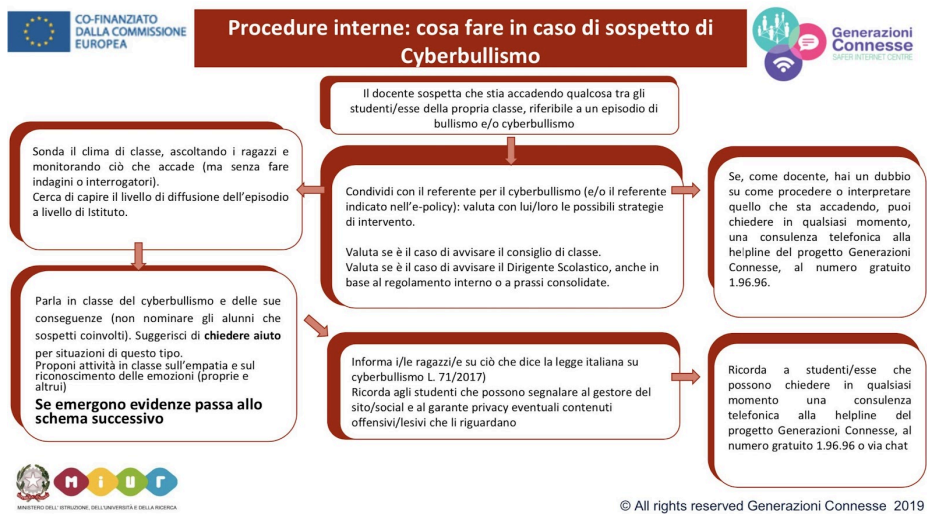 CO-FINANZIATO
DALLA COMMISSIONE
EUROPEA
Procedure interne: cosa fare in caso di sospetto di
Cyberbullismo
Generazioni
Connesse
SAFER INTERNET CENTRE
Il docente sospetta che stia accadendo qualcosa tra gli
studenti/esse della propria classe, riferibile a un episodio di
bullismo e/o cyberbullismo
Sonda il clima di classe, ascoltando i ragazzi e
monitorando ciò che accade (ma senza fare
indagini o interrogatori).
Cerca di capire il livello di diffusione dell'episodio
a livello di Istituto.
Condividi con il referente per il cyberbullismo (e/o il referente
indicato nell'e-policy): valuta con lui/loro le possibili strategie
di intervento.
Valuta se è il caso di avvisare il consiglio di classe.
Valuta se è il caso di avvisare il Dirigente Scolastico, anche in
base al regolamento interno o a prassi consolidate.
Se, come docente, hai un dubbio
su come procedere o interpretare
quello che sta accadendo, puoi
chiedere in qualsiasi momento,
una consulenza telefonica alla
helpline del progetto Generazioni
Connesse, al numero gratuito
1.96.96.
Parla in classe del cyberbullismo e delle sue
conseguenze (non nominare gli alunni che
sospetti coinvolti). Suggerisci di chiedere aiuto
per situazioni di questo tipo.
Proponi attività in classe sull'empatia e sul
riconoscimento delle emozioni (proprie e
altrui)
Se emergono evidenze passa allo
schema successivo
Informa i/le ragazzi/e su ciò che dice la legge italiana su
cyberbullismo L. 71/2017)
Ricorda agli studenti che possono segnalare al gestore del
sito/social e al garante privacy eventuali contenuti
offensivi/lesivi che li riguardano
Ricorda a studenti/esse che
possono chiedere in qualsiasi
momento una consulenza
telefonica alla helpline del
progetto Generazioni Connesse, al
numero gratuito 1.96.96 o via chat
miur
MINISTERO DELL' ISTRUZIONE, DELL'UNIVERSITÀ E DELLA RICERCA
© All rights reserved Generazioni Connesse 2019